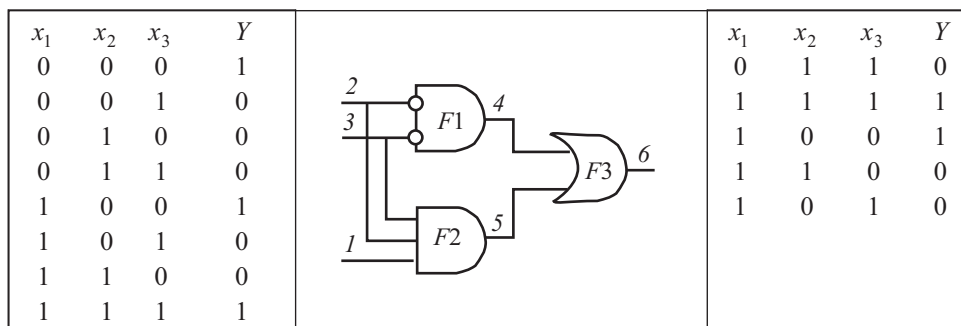 x₁ x₂ x₃ Y
0 0 0 1
0 0 1 0
0 1 0 0
0 1 1 0
1 0 0 1
1 0 1 0
1 1 0 0
1 1 1 1
2
3
F1
4
F3
6
F2
5
1
x₁ x₂ x₃ Y
0 1 1 0
1 1 1 1
1 0 0 1
1 1 0 0
1 0 1 0